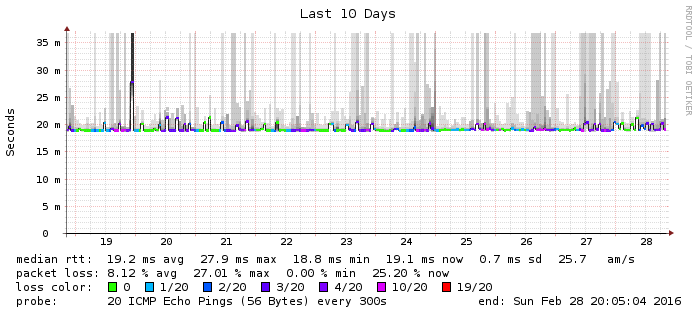 Last 10 Days
RRDTOOL / TOBI OETIKER
Seconds
35 m
30 m
25 m
20 m
15 m
10 m
5 m
0
19 20 21 22 23 24 25 26 27 28
median rtt: 19.2 ms avg 27.9 ms max 18.8 ms min 19.1 ms now 0.7 ms sd 25.7 am/s
packet loss: 8.12 % avg 27.01 % max 0.00 % min 25.20 % now
loss color: 0 1/20 2/20 3/20 4/20 10/20 19/20
probe: 20 ICMP Echo Pings (56 Bytes) every 300s end: Sun Feb 28 20:05:04 2016